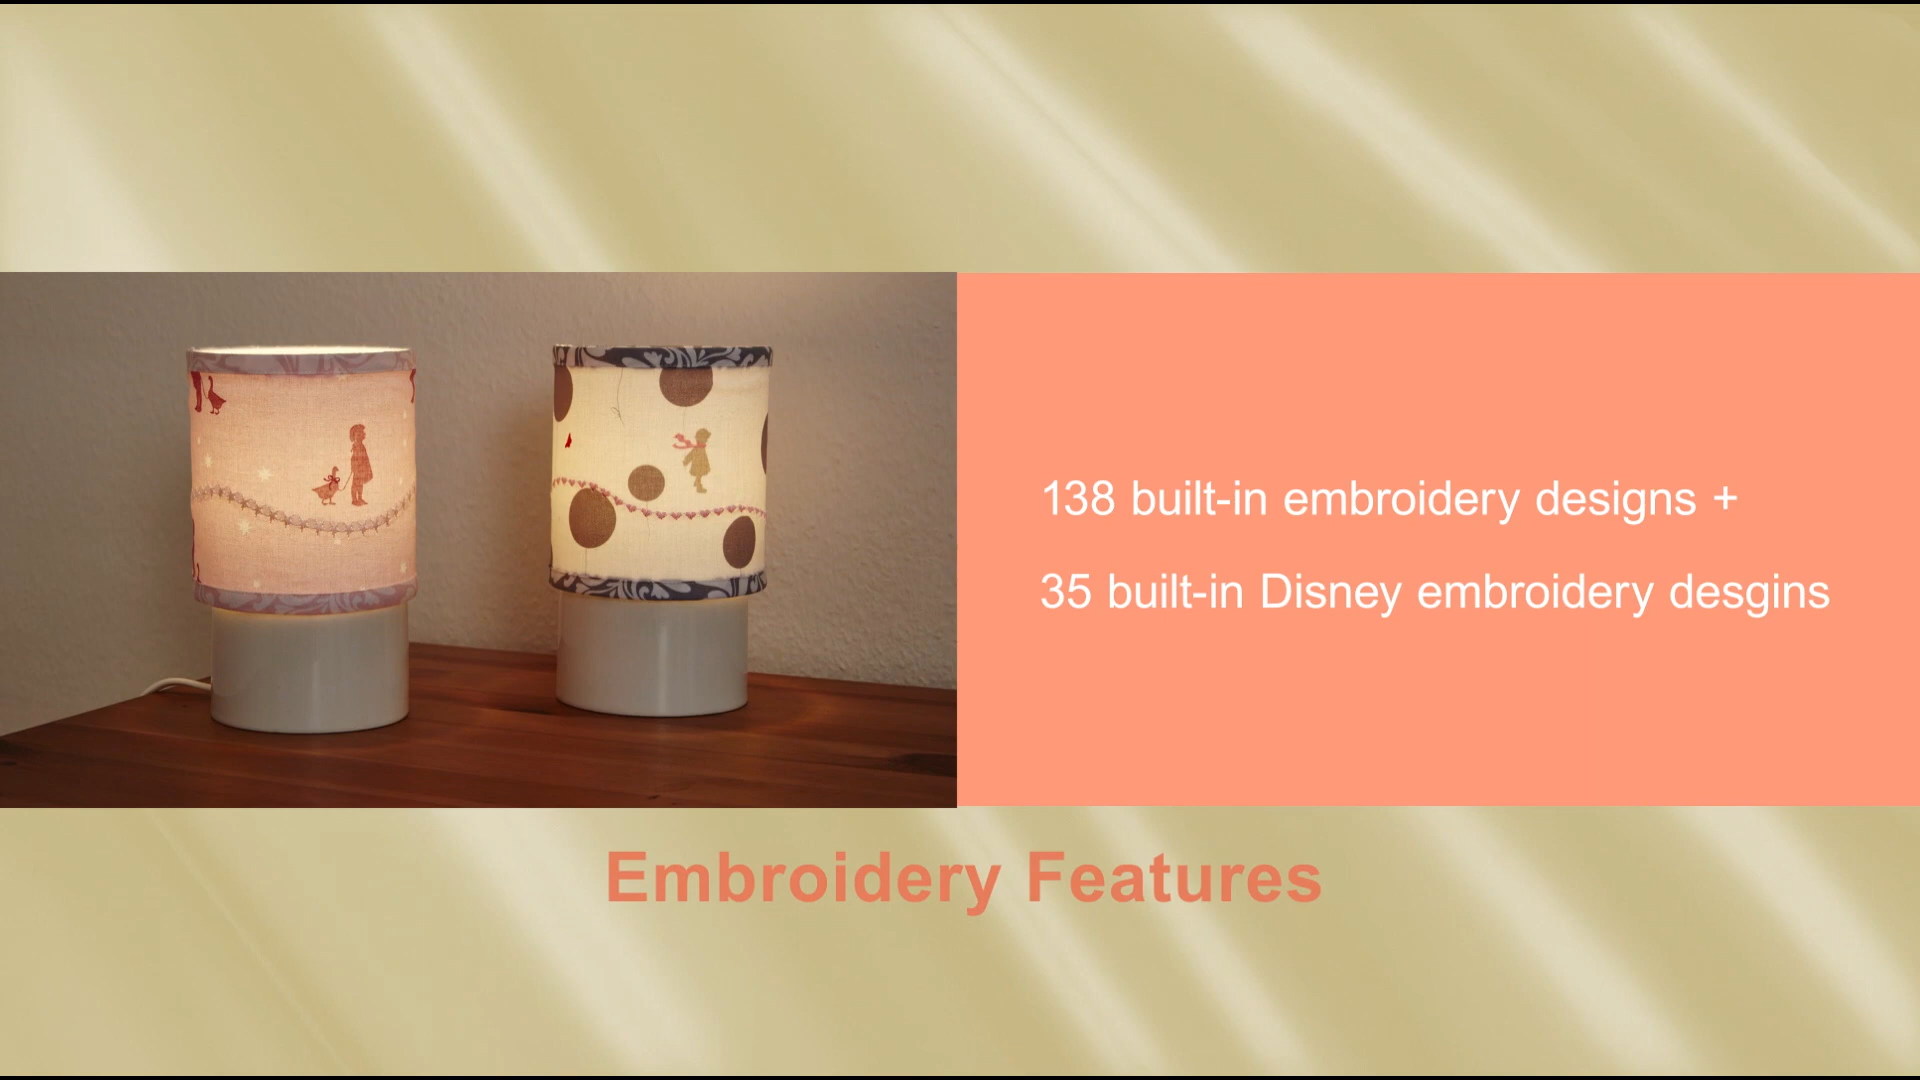 138 built-in embroidery designs +
35 built-in Disney embroidery desgins
Embroidery Features